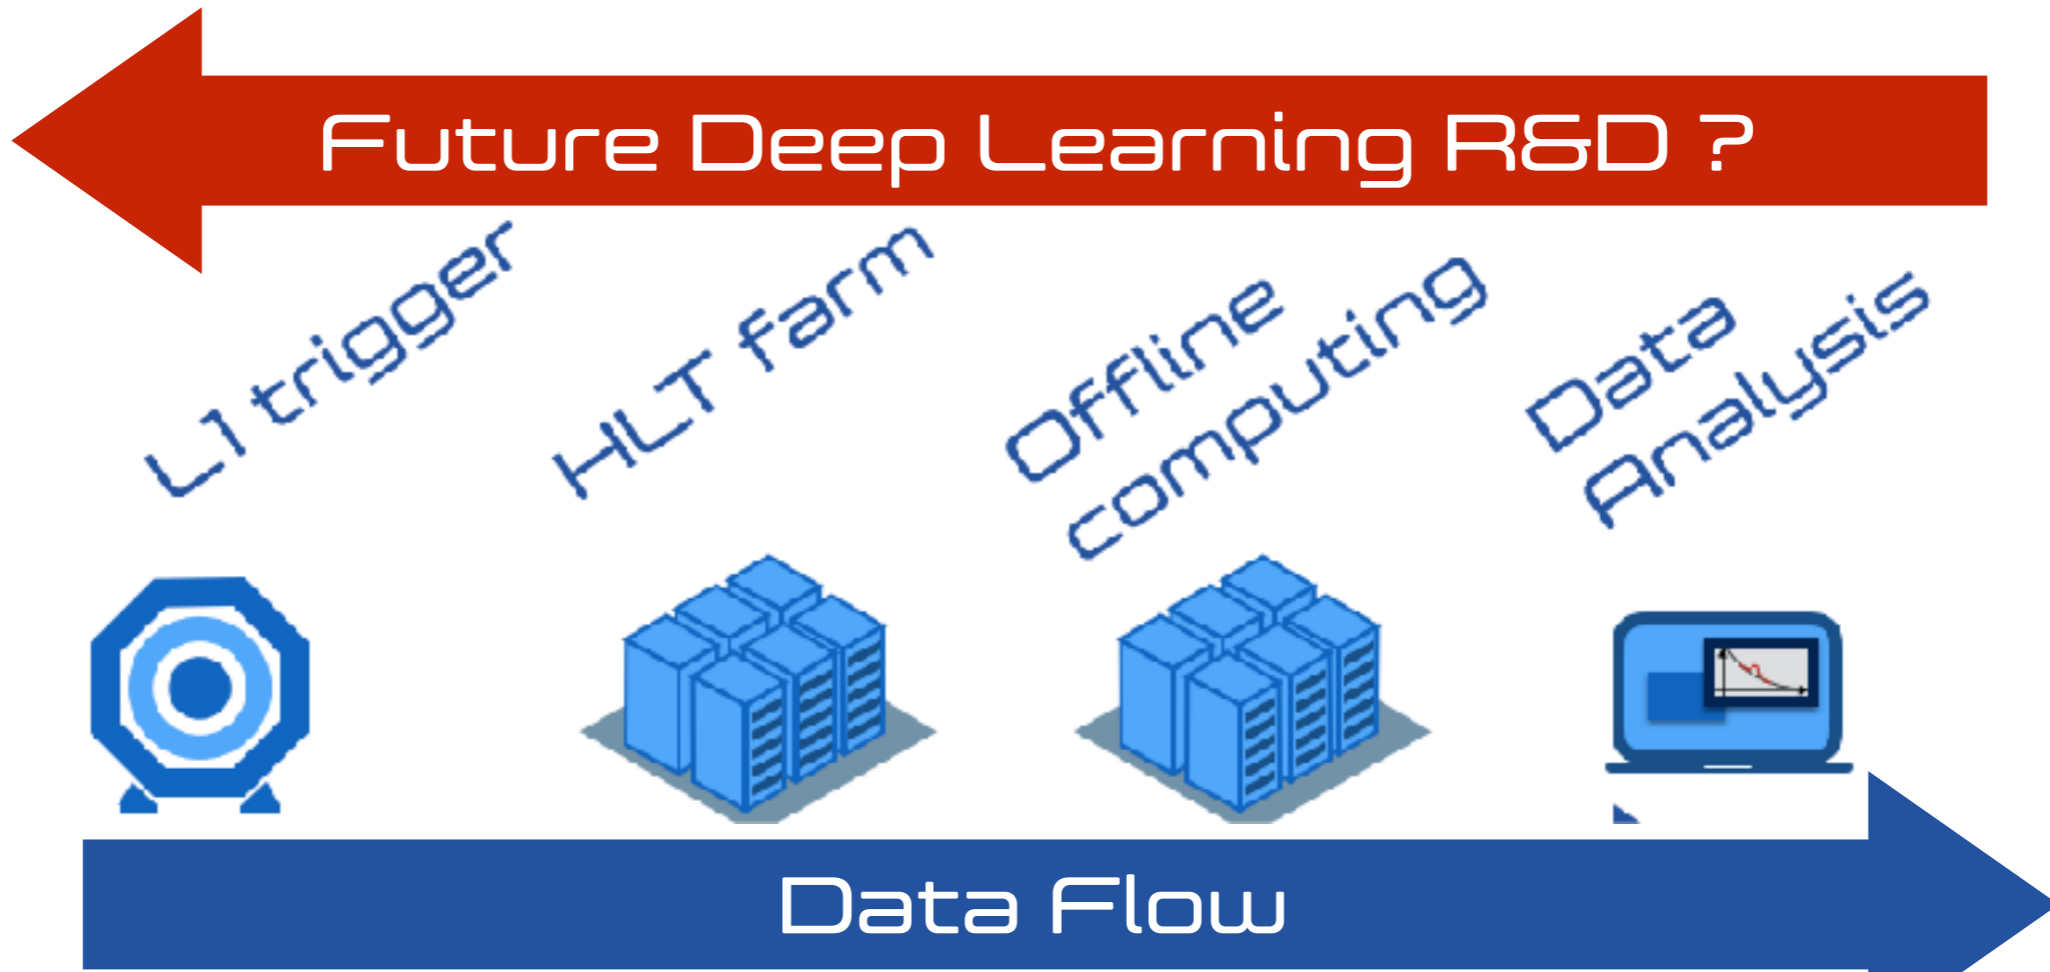 Future Deep Learning R&D ?
L1 trigger
HLT farm
Offline
computing
Data
Analysis
Data Flow